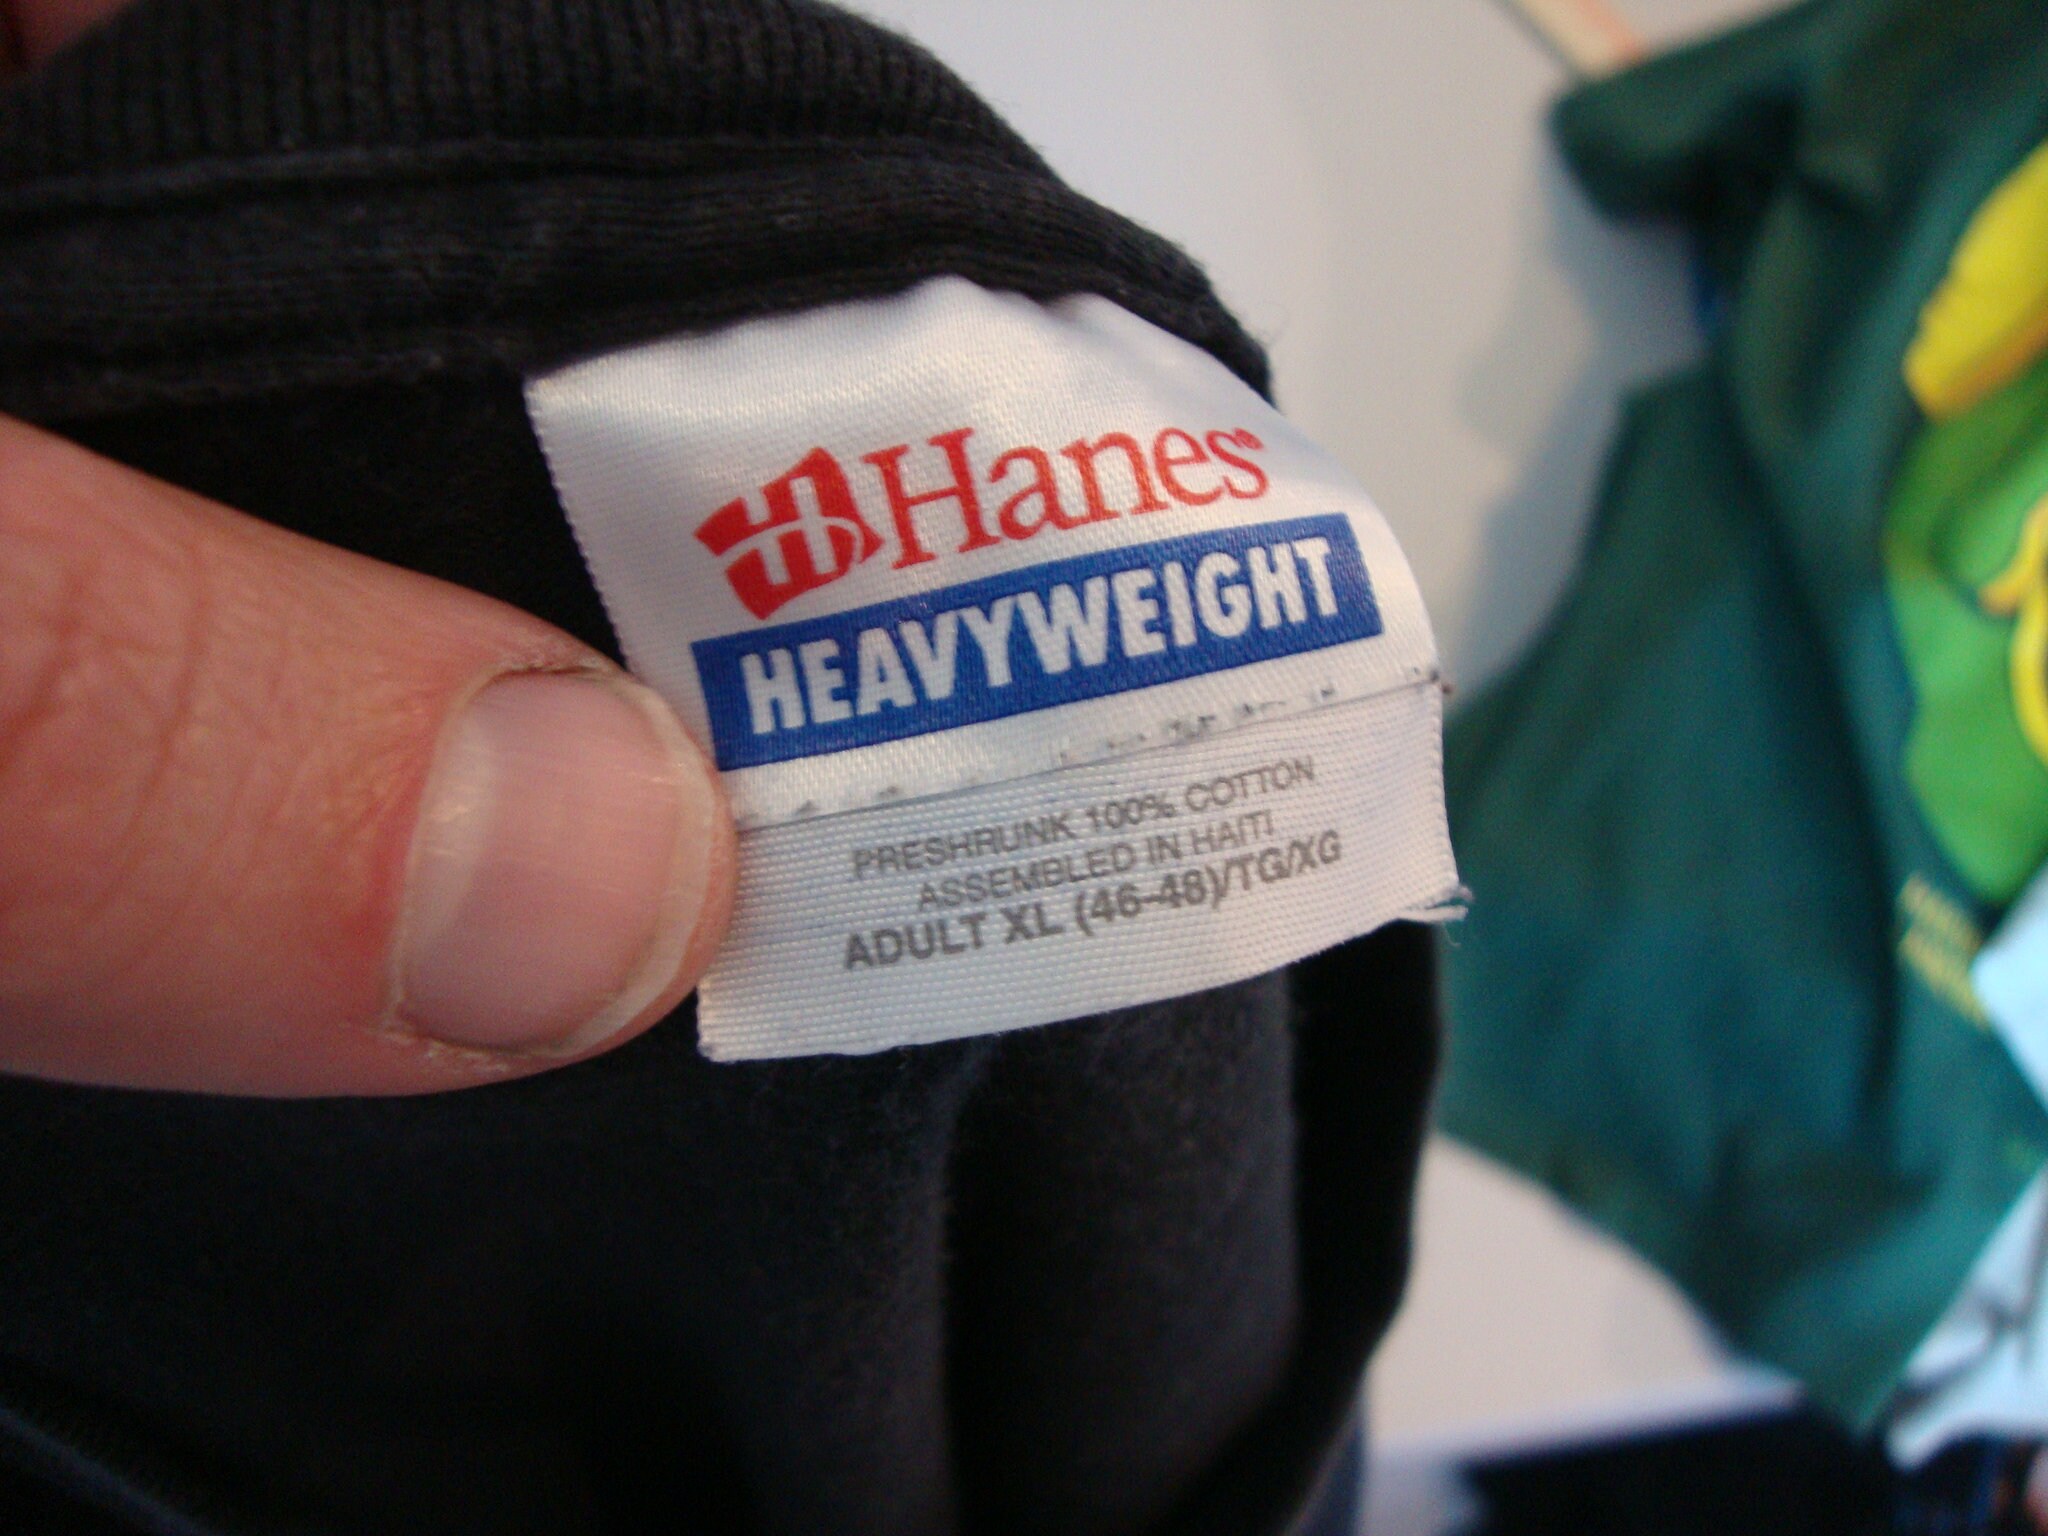 Hanes®
HEAVYWEIGHT
PRESHRUNK 100% COTTON
ASSEMBLED IN HAITI
ADULT XL (46-48)/TG/XG